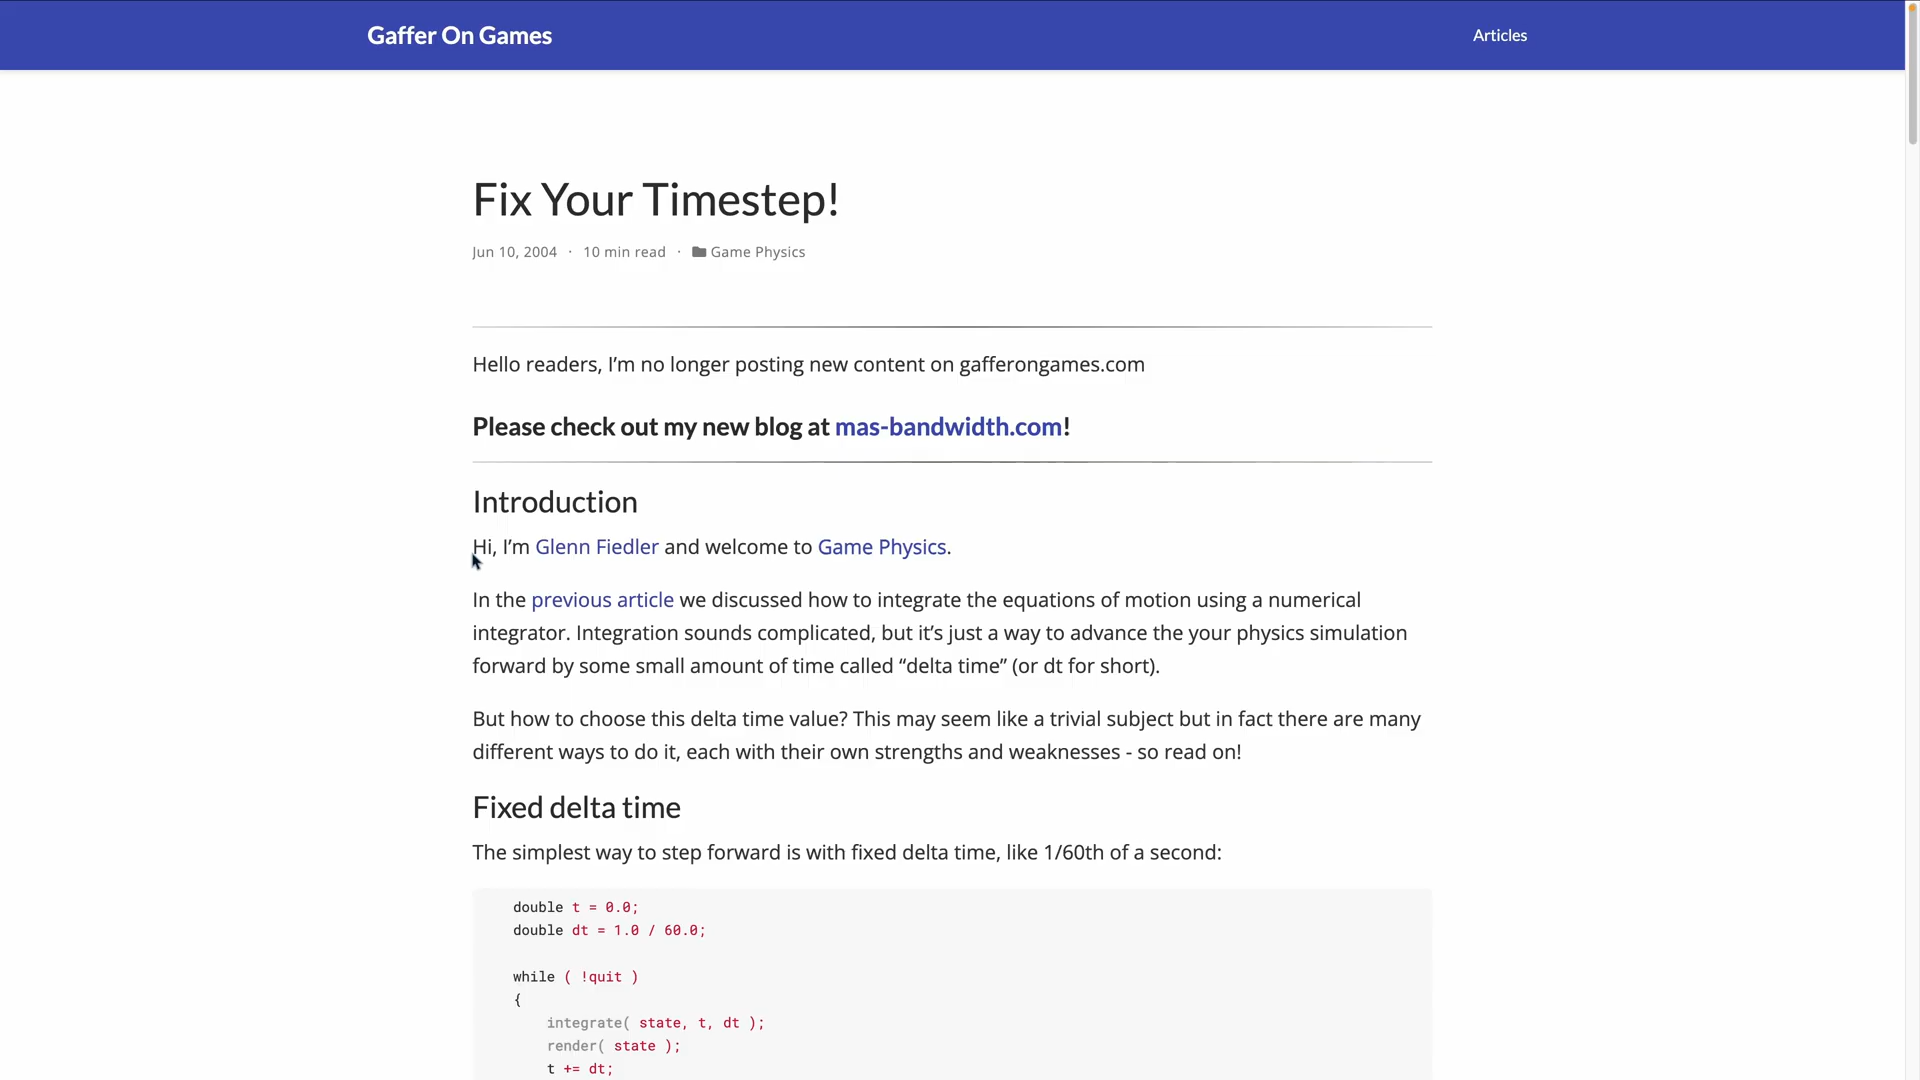 Gaffer On Games
Articles
Fix Your Timestep!
Jun 10, 2004 · 10 min read · Game Physics
Hello readers, I’m no longer posting new content on gafferongames.com
Please check out my new blog at mas-bandwidth.com!
Introduction
Hi, I’m Glenn Fiedler and welcome to Game Physics.
In the previous article we discussed how to integrate the equations of motion using a numerical
integrator. Integration sounds complicated, but it’s just a way to advance the your physics simulation
forward by some small amount of time called “delta time” (or dt for short).
But how to choose this delta time value? This may seem like a trivial subject but in fact there are many
different ways to do it, each with their own strengths and weaknesses - so read on!
Fixed delta time
The simplest way to step forward is with fixed delta time, like 1/60th of a second:
double t = 0.0;
double dt = 1.0 / 60.0;
while ( !quit )
{
integrate( state, t, dt );
render( state );
t += dt;